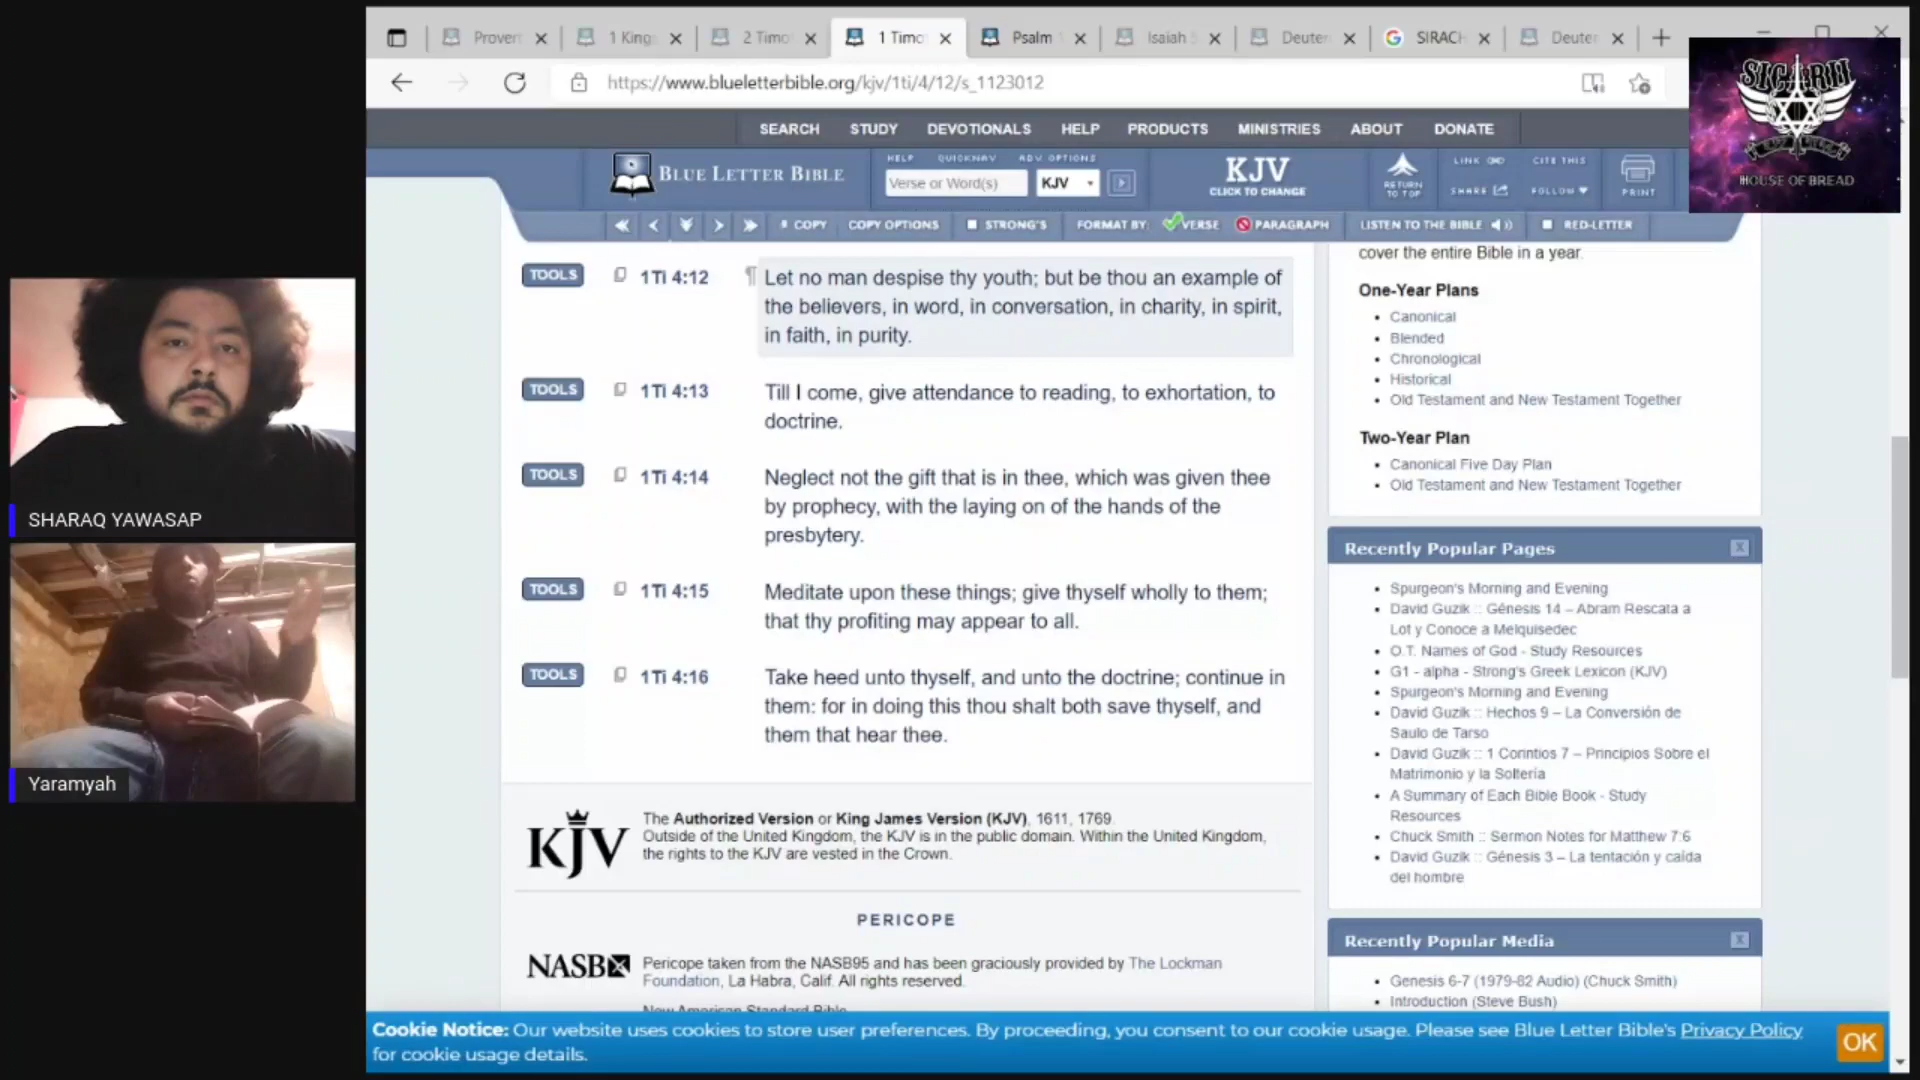 Prover
1 King
2 Timo
1 Timo
Psalm
Isaiah
Deuter
SIRACH
Deuter
https://www.blueletterbible.org/kjv/1ti/4/12/s_1123012
SICARII
HOUSE OF BREAD
SEARCH STUDY DEVOTIONALS HELP PRODUCTS MINISTRIES ABOUT DONATE
BLUE LETTER BIBLE
HELP QUICKNAV ADV OPTIONS
Verse or Word(s) KJV
KJV
CLICK TO CHANGE
RETURN
TO TOP
LINK CITE THIS
SHARE FOLLOW
PRINT
COPY COPY OPTIONS STRONG'S FORMAT BY: VERSE PARAGRAPH LISTEN TO THE BIBLE RED-LETTER
TOOLS 1Ti 4:12 ¶ Let no man despise thy youth; but be thou an example of
the believers, in word, in conversation, in charity, in spirit,
in faith, in purity.
TOOLS 1Ti 4:13 Till I come, give attendance to reading, to exhortation, to
doctrine.
TOOLS 1Ti 4:14 Neglect not the gift that is in thee, which was given thee
by prophecy, with the laying on of the hands of the
presbytery.
TOOLS 1Ti 4:15 Meditate upon these things; give thyself wholly to them;
that thy profiting may appear to all.
TOOLS 1Ti 4:16 Take heed unto thyself, and unto the doctrine; continue in
them: for in doing this thou shalt both save thyself, and
them that hear thee.
KJV
The Authorized Version or King James Version (KJV), 1611, 1769.
Outside of the United Kingdom, the KJV is in the public domain. Within the United Kingdom,
the rights to the KJV are vested in the Crown.
PERICOPE
NASB
Pericope taken from the NASB95 and has been graciously provided by The Lockman
Foundation, La Habra, Calif. All rights reserved.
New American Standard Bible
cover the entire Bible in a year.
One-Year Plans
Canonical
Blended
Chronological
Historical
Old Testament and New Testament Together
Two-Year Plan
Canonical Five Day Plan
Old Testament and New Testament Together
Recently Popular Pages
Spurgeon's Morning and Evening
David Guzik :: Génesis 14 – Abram Rescata a
Lot y Conoce a Melquisedec
O.T. Names of God - Study Resources
G1 - alpha - Strong's Greek Lexicon (KJV)
Spurgeon's Morning and Evening
David Guzik :: Hechos 9 – La Conversión de
Saulo de Tarso
David Guzik :: 1 Corintios 7 – Principios Sobre el
Matrimonio y la Soltería
A Summary of Each Bible Book - Study
Resources
Chuck Smith :: Sermon Notes for Matthew 7:6
David Guzik :: Génesis 3 – La tentación y caída
del hombre
Recently Popular Media
Genesis 6-7 (1979-82 Audio) (Chuck Smith)
Introduction (Steve Bush)
Cookie Notice: Our website uses cookies to store user preferences. By proceeding, you consent to our cookie usage. Please see Blue Letter Bible's Privacy Policy
for cookie usage details.
OK
SHARAQ YAWASAP
Yaramyah